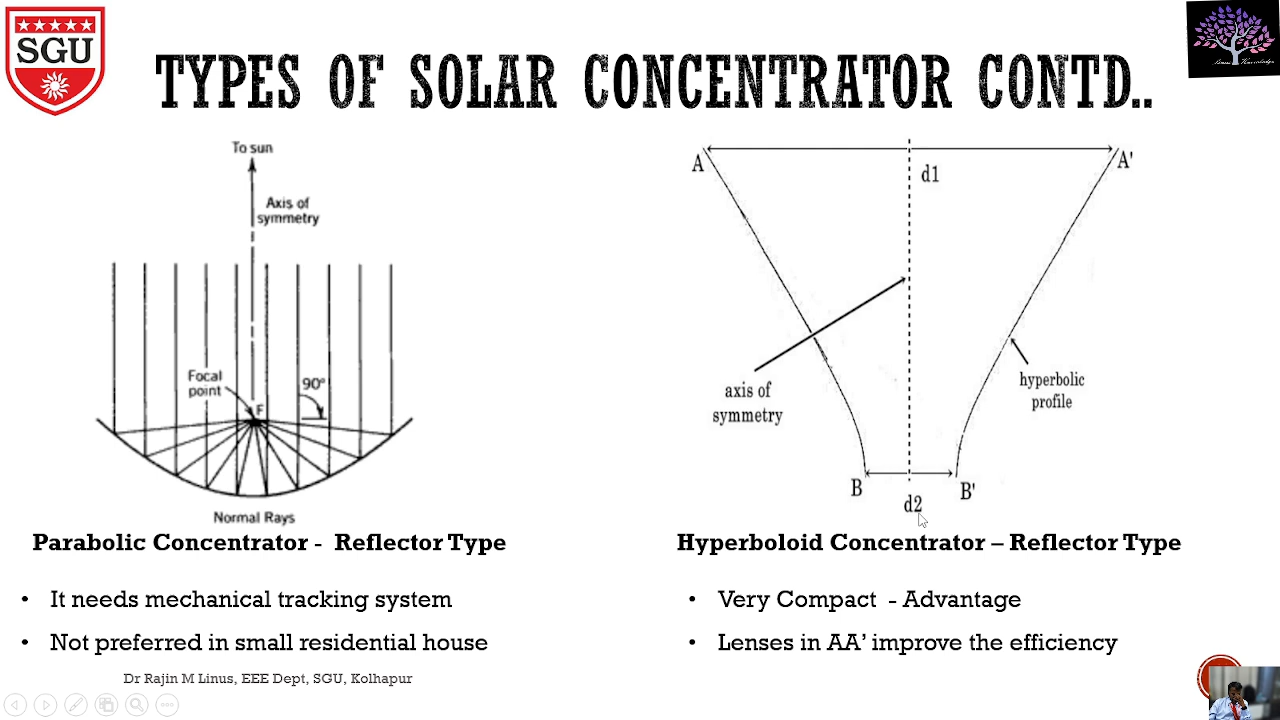 SGU
TYPES OF SOLAR CONCENTRATOR CONTD..
To sun
Axis of
symmetry
Focal
point
F
90°
Normal Rays
A
A'
d1
axis of
symmetry
hyperbolic
profile
B
B'
d2
Parabolic Concentrator - Reflector Type
• It needs mechanical tracking system
• Not preferred in small residential house
Hyperboloid Concentrator – Reflector Type
• Very Compact - Advantage
• Lenses in AA’ improve the efficiency
Dr Rajin M Linus, EEE Dept, SGU, Kolhapur